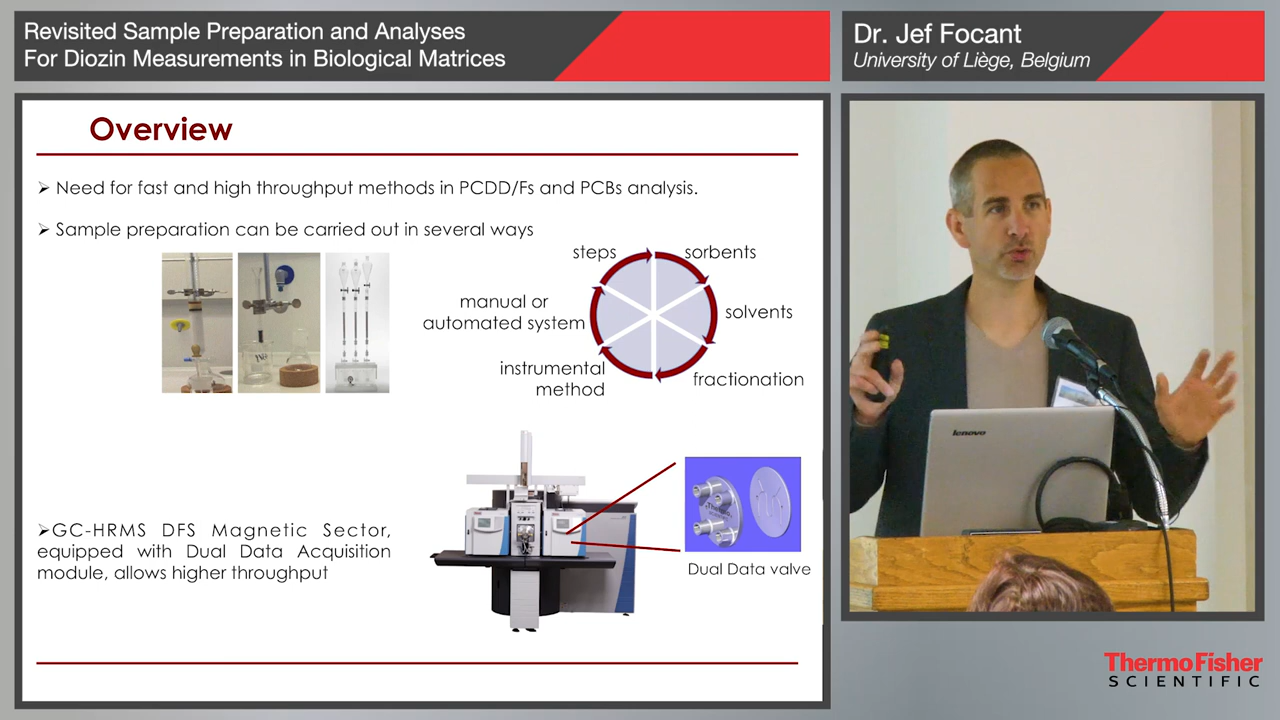 Revisited Sample Preparation and Analyses
For Diozin Measurements in Biological Matrices
Dr. Jef Focant
University of Liège, Belgium
Overview
➢ Need for fast and high throughput methods in PCDD/Fs and PCBs analysis.
➢ Sample preparation can be carried out in several ways
steps
sorbents
manual or
automated system
solvents
instrumental
method
fractionation
➢GC-HRMS DFS Magnetic Sector,
equipped with Dual Data Acquisition
module, allows higher throughput
Dual Data valve
lenovo
ThermoFisher
SCIENTIFIC